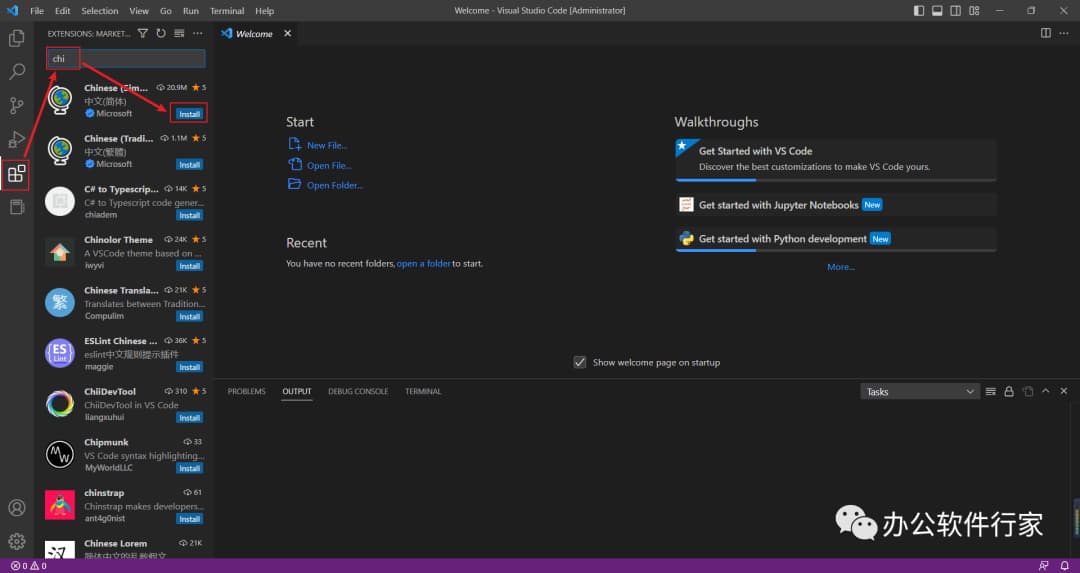 File Edit Selection View Go Run Terminal Help
Welcome - Visual Studio Code [Administrator]
EXTENSIONS: MARKET...
Welcome
chi
Chinese (Sim... 20.9M 5
中文(简体)
Microsoft Install
Chinese (Tradi... 1.1M 5
中文(繁體)
Microsoft Install
C# to Typescrip... 14K 5
C# to Typescript code gener...
chiadem Install
Chinolor Theme 24K 5
A VSCode theme based on ...
iwyvi Install
繁
Chinese Transla... 21K 5
Translates between Tradition...
Compulim Install
ES Lint
ESLint Chinese ... 36K 5
eslint中文规则提示插件
maggie Install
ChiiDevTool 310 5
ChiiDevTool in VS Code
liangxuhui Install
Chipmunk 33
VS Code syntax highlighting...
MyWorldLLC Install
chinstrap 61
Chinstrap makes developers...
ant4g0nist Install
Chinese Lorem 21K
Start
New File...
Open File...
Open Folder...
Recent
You have no recent folders, open a folder to start.
Walkthroughs
Get Started with VS Code
Discover the best customizations to make VS Code yours.
Get started with Jupyter Notebooks New
Get started with Python development New
More...
Show welcome page on startup
PROBLEMS OUTPUT DEBUG CONSOLE TERMINAL
Tasks
办公软件行家
0 0